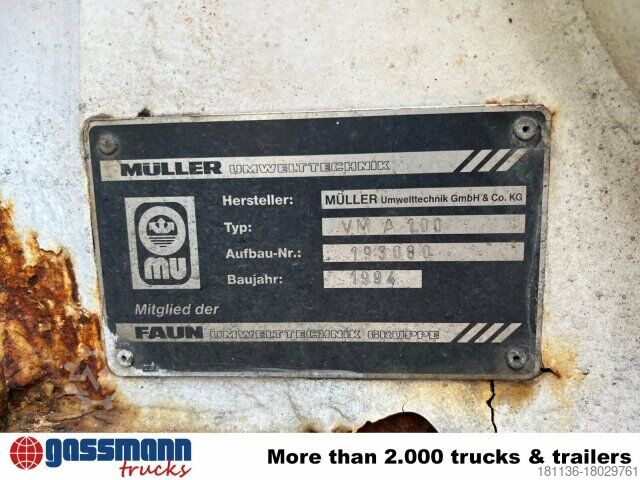 MÜLLER UMWELTTECHNIK
Hersteller: MÜLLER Umwelttechnik GmbH & Co. KG
Typ: VM A 100
Aufbau-Nr.: 193080
Baujahr: 1994
MU
Mitglied der
FAUN UMWELTTECHNIK GRUPPE
gassmann
trucks
More than 2.000 trucks & trailers
181136-18029761